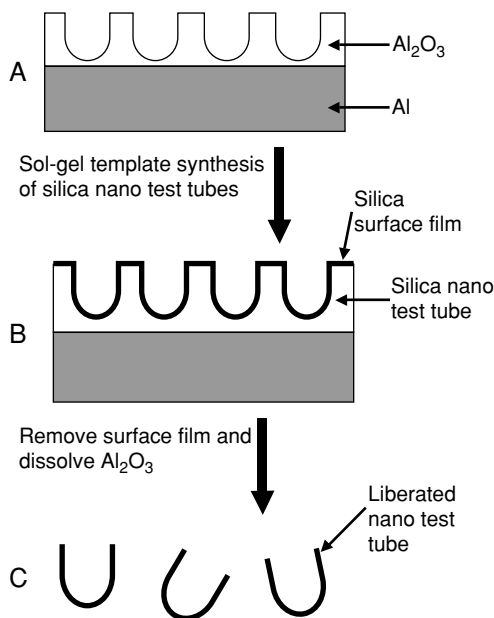 Al₂O₃
A
Al
Sol-gel template synthesis
of silica nano test tubes
Silica
surface film
Silica nano
test tube
B
Remove surface film and
dissolve Al₂O₃
Liberated
nano test
tube
C